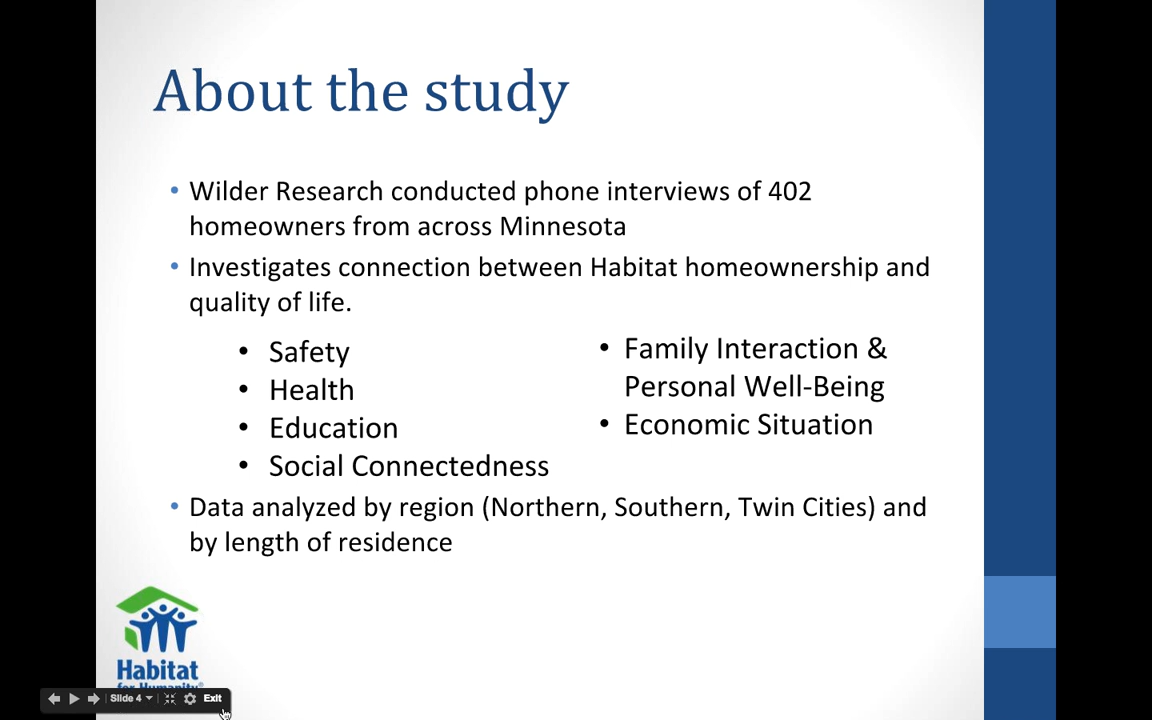 About the study
• Wilder Research conducted phone interviews of 402
homeowners from across Minnesota
• Investigates connection between Habitat homeownership and
quality of life.
• Safety
• Health
• Education
• Social Connectedness
• Family Interaction &
Personal Well-Being
• Economic Situation
• Data analyzed by region (Northern, Southern, Twin Cities) and
by length of residence
Habitat
for Humanity®
Slide 4
Exit